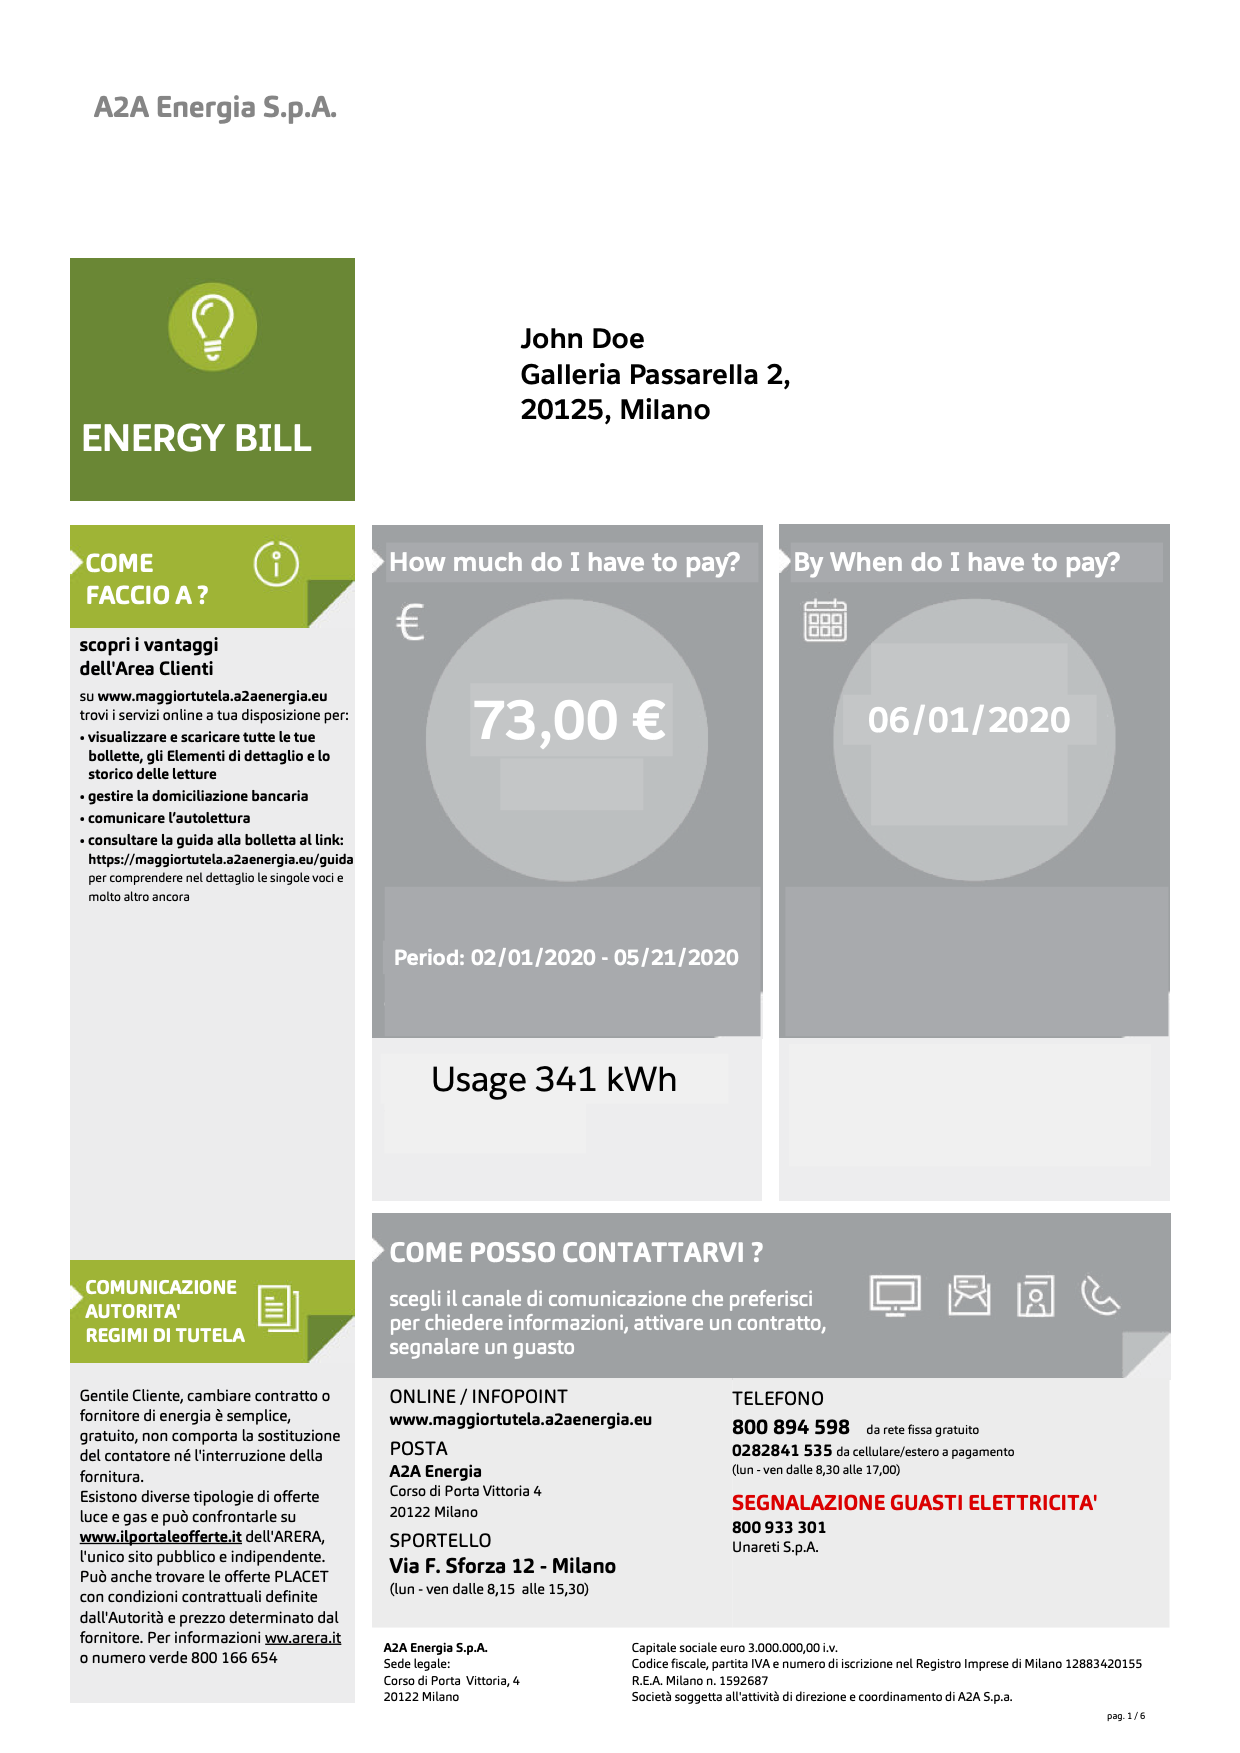 A2A Energia S.p.A.
ENERGY BILL
John Doe
Galleria Passarella 2,
20125, Milano
COME
FACCIO A ?
scopri i vantaggi
dell'Area Clienti
su www.maggiortutela.a2aenergia.eu
trovi i servizi online a tua disposizione per:
• visualizzare e scaricare tutte le tue
bollette, gli Elementi di dettaglio e lo
storico delle letture
• gestire la domiciliazione bancaria
• comunicare l'autolettura
• consultare la guida alla bolletta al link:
https://maggiortutela.a2aenergia.eu/guida
per comprendere nel dettaglio le singole voci e
molto altro ancora
How much do I have to pay?
€
73,00 €
Period: 02/01/2020 - 05/21/2020
Usage 341 kWh
By When do I have to pay?
06/01/2020
COMUNICAZIONE
AUTORITA'
REGIMI DI TUTELA
Gentile Cliente, cambiare contratto o
fornitore di energia è semplice,
gratuito, non comporta la sostituzione
del contatore né l'interruzione della
fornitura.
Esistono diverse tipologie di offerte
luce e gas e può confrontarle su
www.ilportaleofferte.it dell'ARERA,
l'unico sito pubblico e indipendente.
Può anche trovare le offerte PLACET
con condizioni contrattuali definite
dall'Autorità e prezzo determinato dal
fornitore. Per informazioni ww.arera.it
o numero verde 800 166 654
COME POSSO CONTATTARVI ?
scegli il canale di comunicazione che preferisci
per chiedere informazioni, attivare un contratto,
segnalare un guasto
ONLINE / INFOPOINT
www.maggiortutela.a2aenergia.eu
POSTA
A2A Energia
Corso di Porta Vittoria 4
20122 Milano
SPORTELLO
Via F. Sforza 12 - Milano
(lun - ven dalle 8,15 alle 15,30)
TELEFONO
800 894 598 da rete fissa gratuito
0282841 535 da cellulare/estero a pagamento
(lun - ven dalle 8,30 alle 17,00)
SEGNALAZIONE GUASTI ELETTRICITA'
800 933 301
Unareti S.p.A.
A2A Energia S.p.A.
Sede legale:
Corso di Porta Vittoria, 4
20122 Milano
Capitale sociale euro 3.000.000,00 i.v.
Codice fiscale, partita IVA e numero di iscrizione nel Registro Imprese di Milano 12883420155
R.E.A. Milano n. 1592687
Società soggetta all'attività di direzione e coordinamento di A2A S.p.a.
pag. 1 / 6